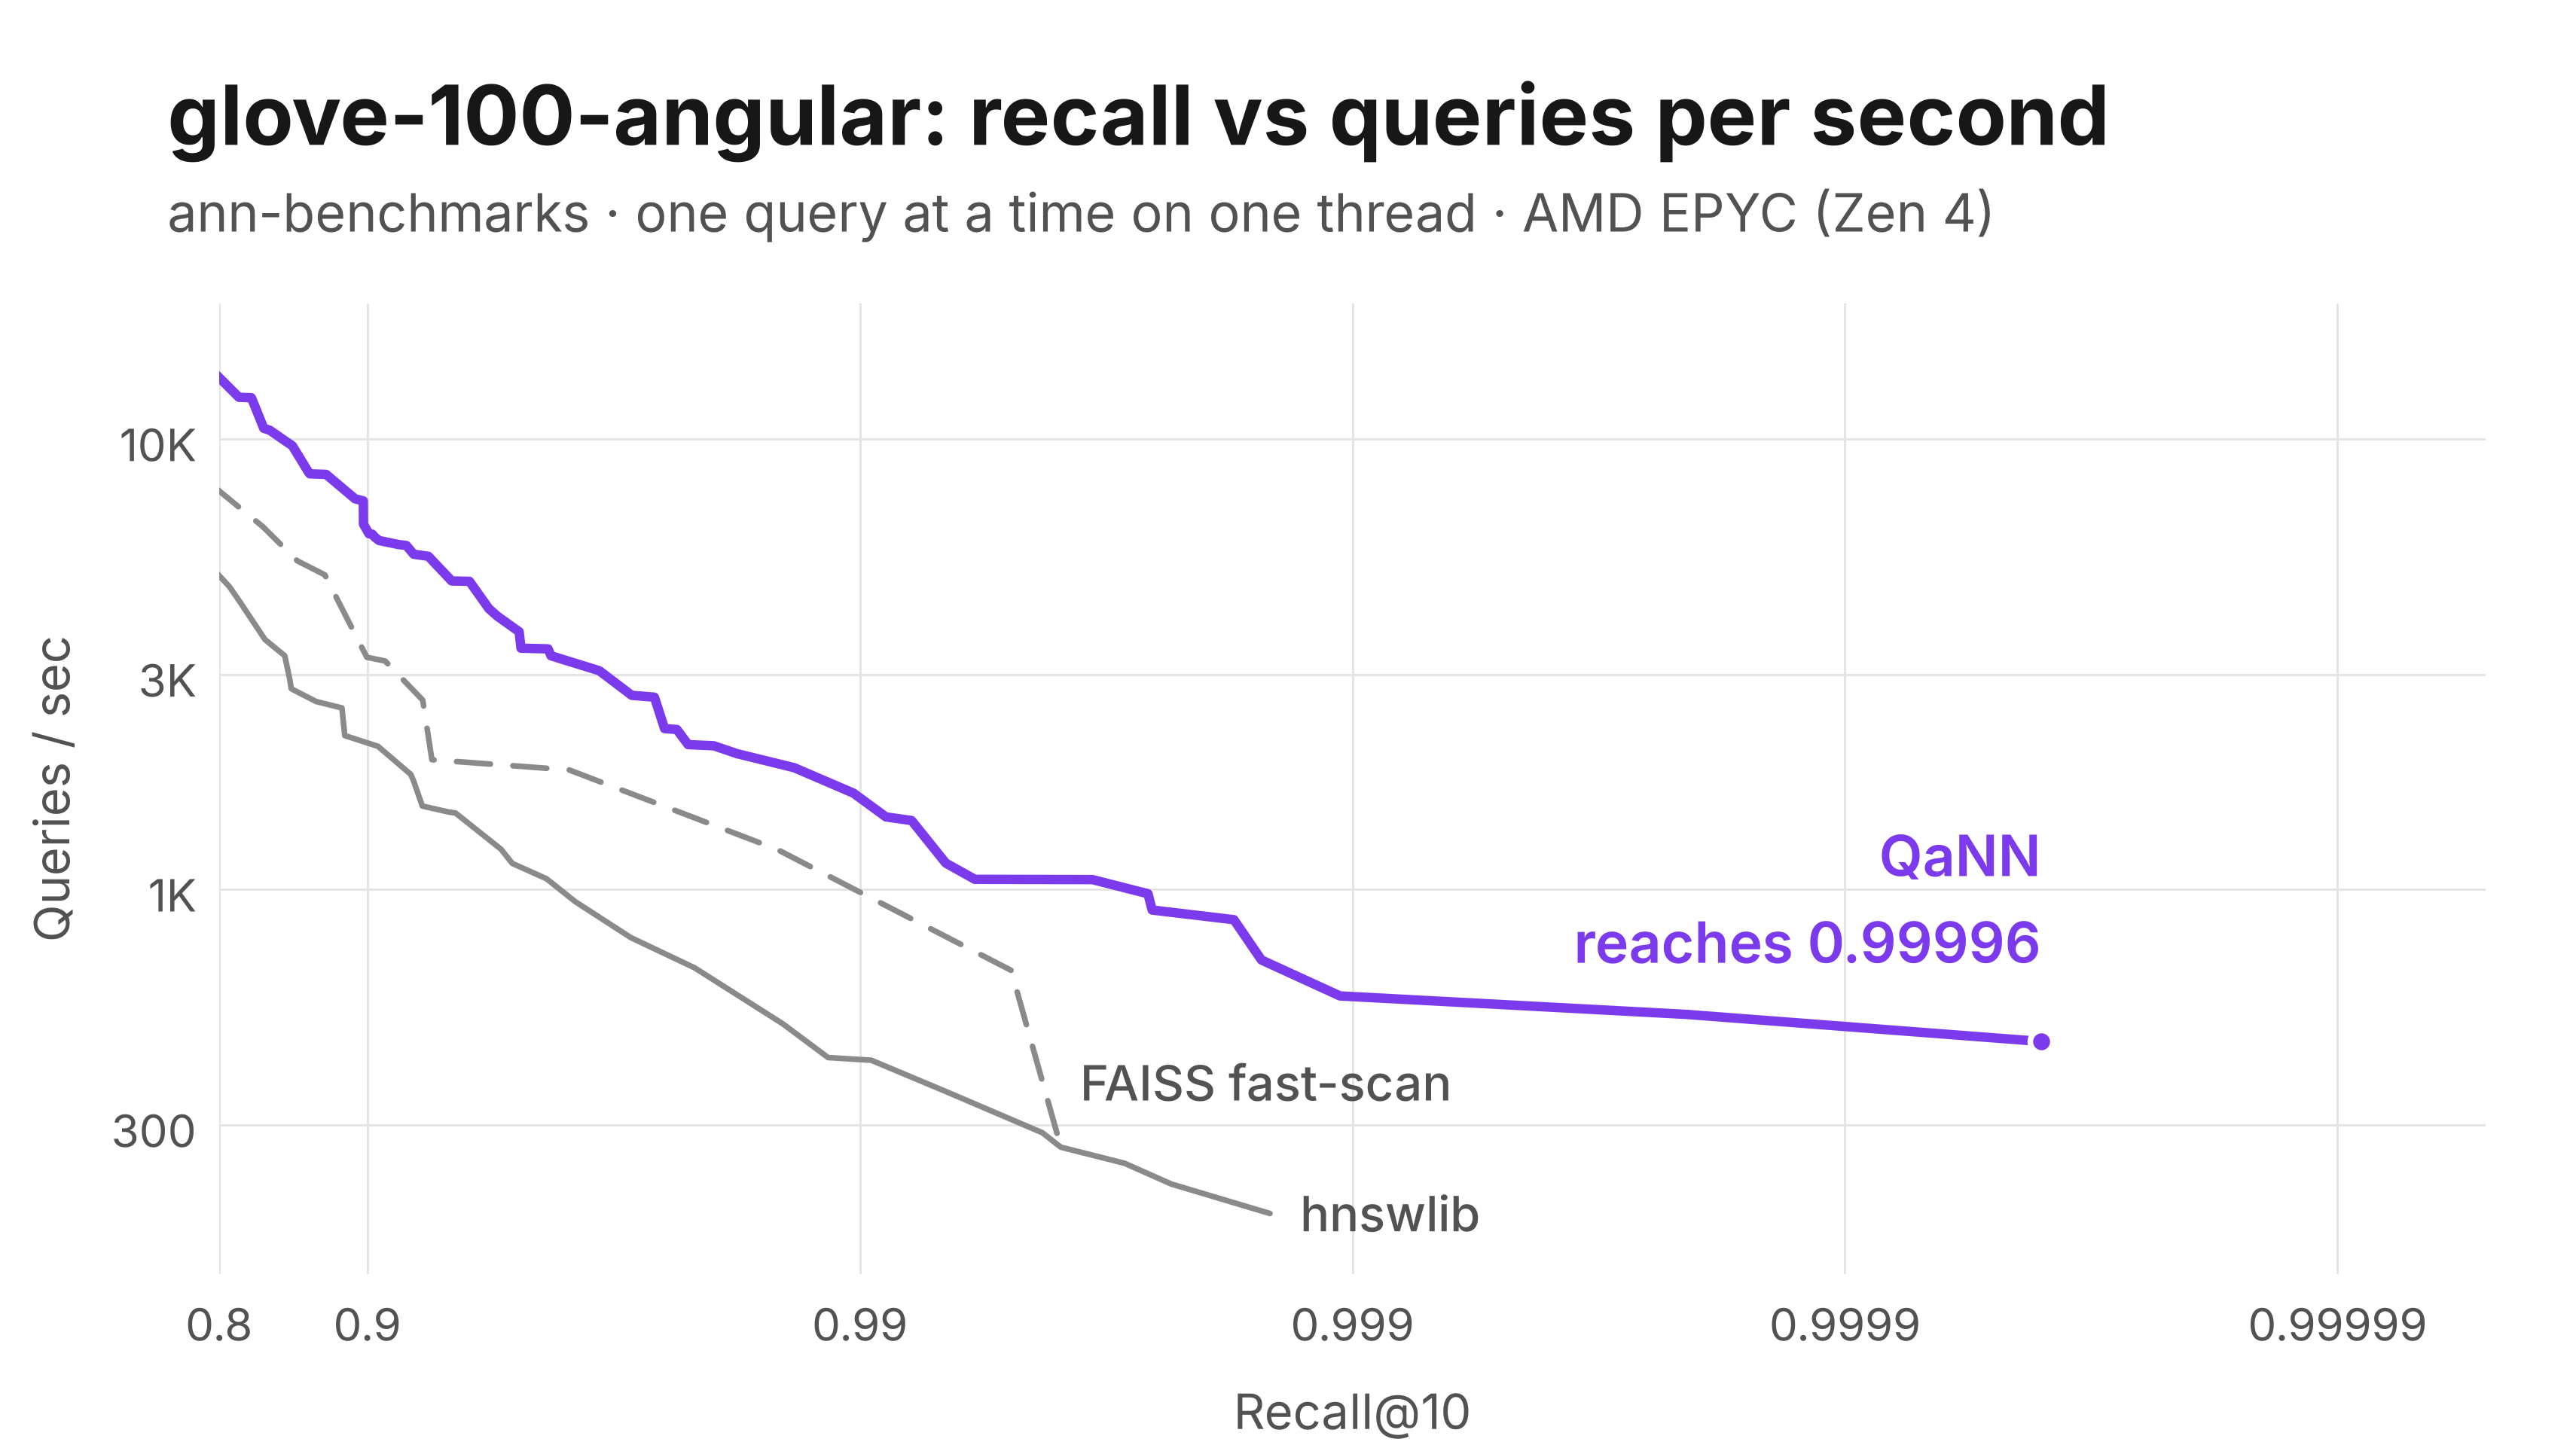 glove-100-angular: recall vs queries per second
ann-benchmarks · one query at a time on one thread · AMD EPYC (Zen 4)
Queries / sec
10K
3K
1K
300
QaNN
reaches 0.99996
FAISS fast-scan
hnswlib
0.8
0.9
0.99
0.999
0.9999
0.99999
Recall@10